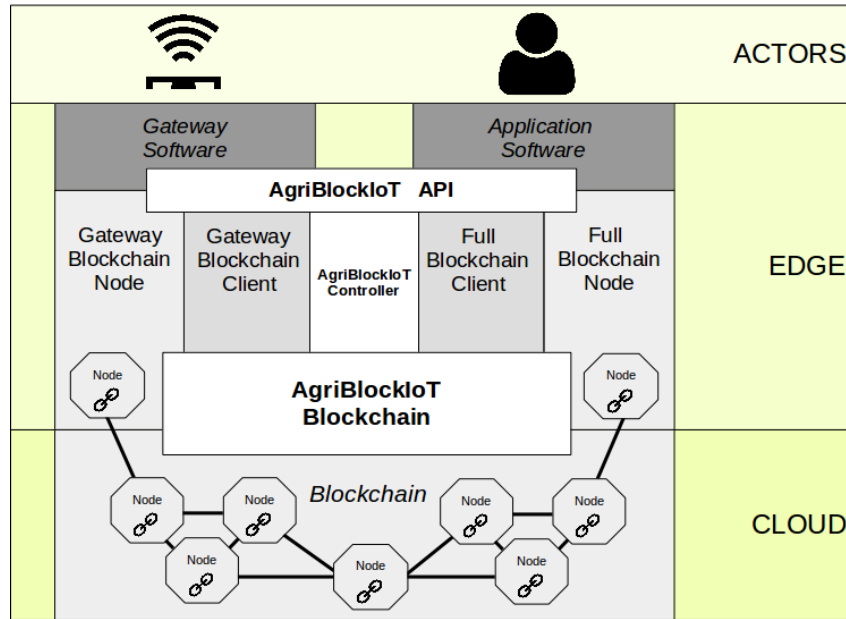 ACTORS
Gateway
Software
Application
Software
AgriBlockIoT API
Gateway
Blockchain
Node
Gateway
Blockchain
Client
AgriBlockIoT
Controller
Full
Blockchain
Client
Full
Blockchain
Node
EDGE
Node
AgriBlockIoT
Blockchain
Node
Blockchain
Node
Node
Node
Node
CLOUD
Node
Node
Node